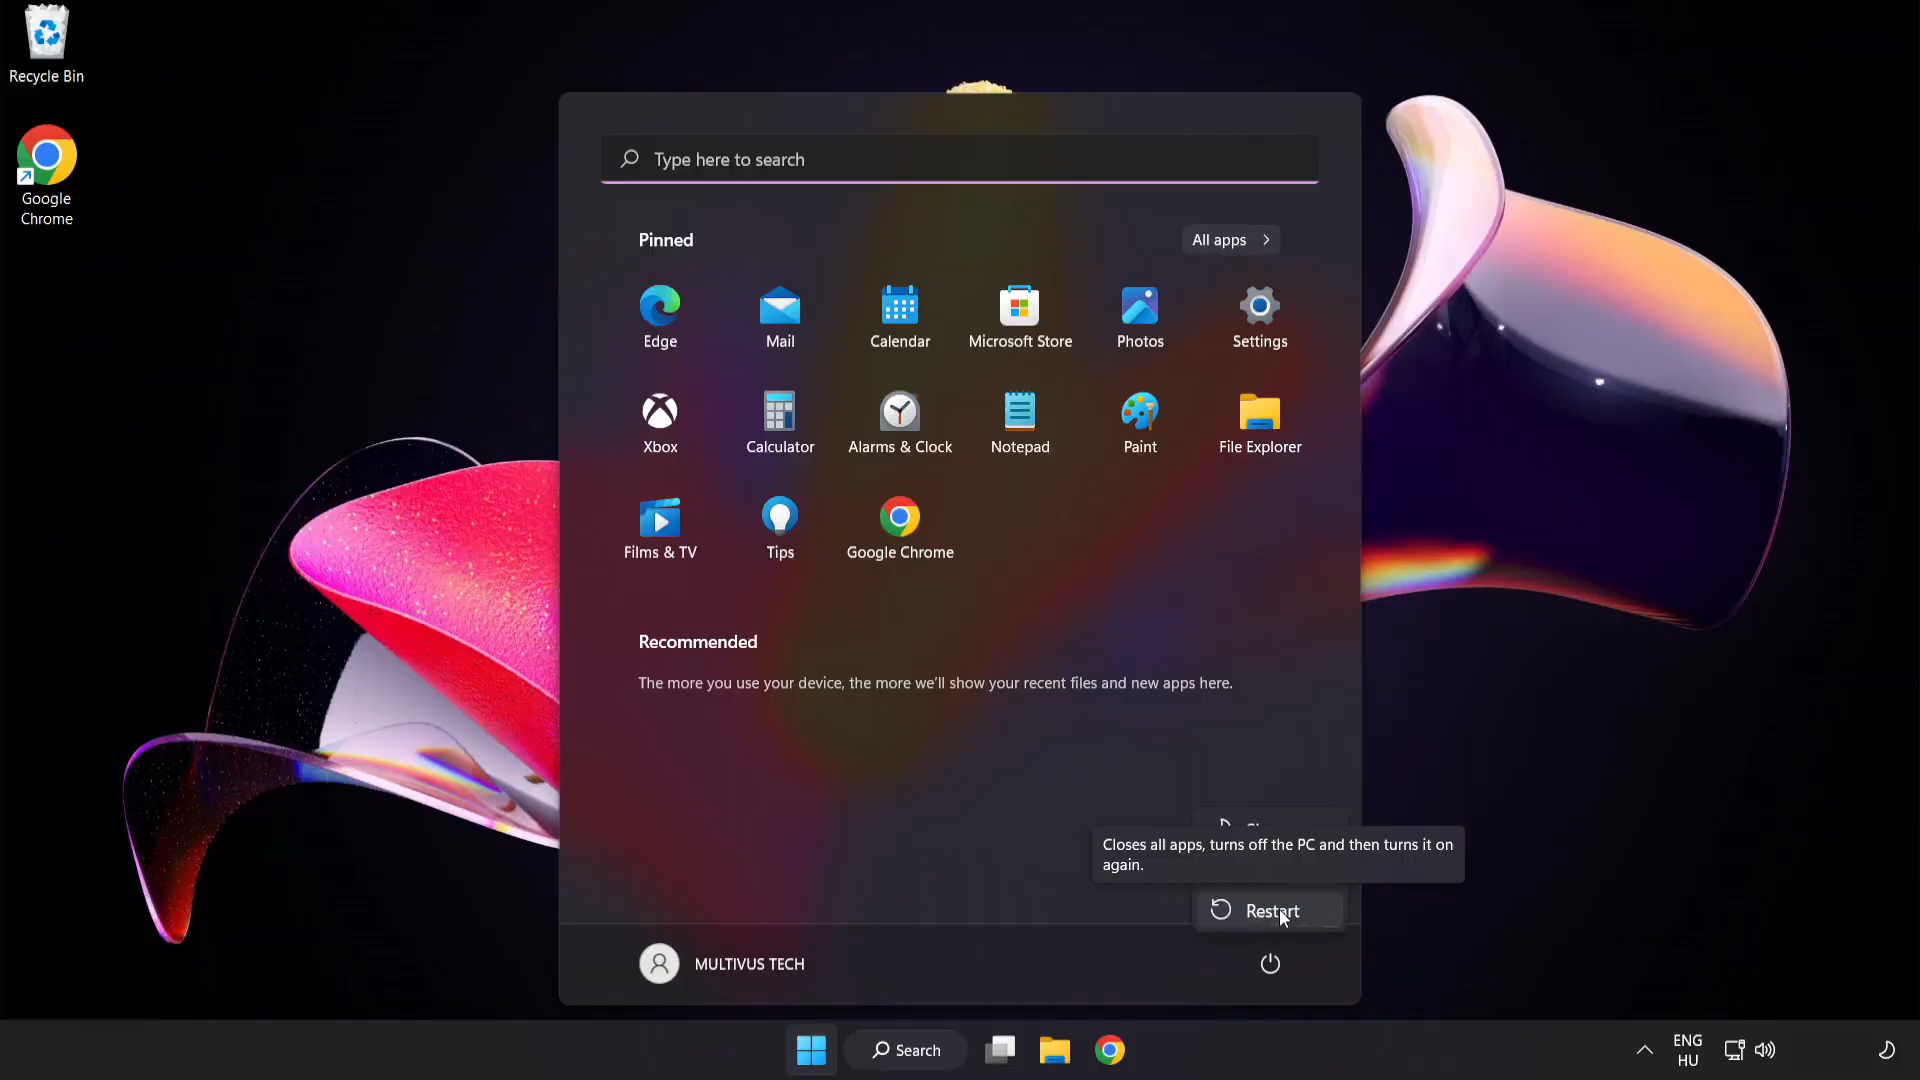 Recycle Bin
Google
Chrome
Type here to search
Pinned
All apps
Edge
Mail
Calendar
Microsoft Store
Photos
Settings
Xbox
Calculator
Alarms & Clock
Notepad
Paint
File Explorer
Films & TV
Tips
Google Chrome
Recommended
The more you use your device, the more we'll show your recent files and new apps here.
Closes all apps, turns off the PC and then turns it on
again.
Restart
MULTIVUS TECH
Search
ENG
HU